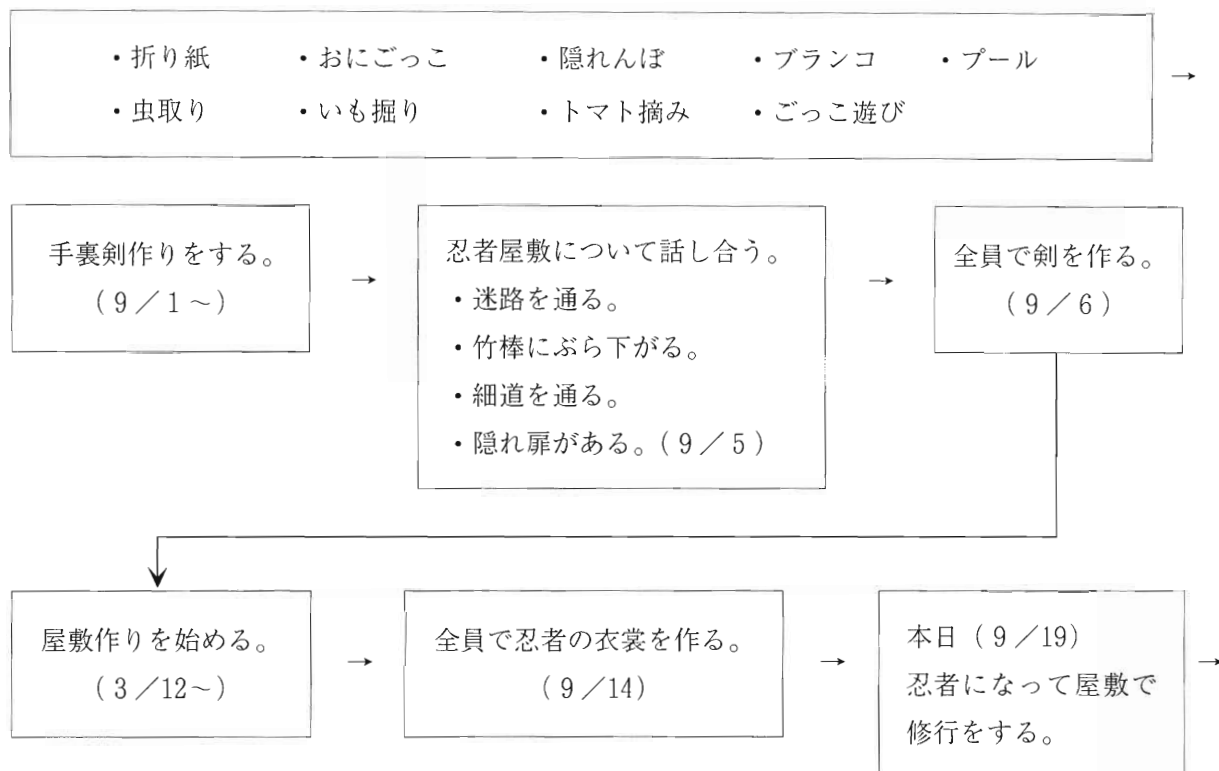 ・折り紙 ・おにごっこ ・隠れんぼ ・ブランコ ・プール
・虫取り ・いも掘り ・トマト摘み ・ごっこ遊び
→
手裏剣作りをする。
(9/1~)
→
忍者屋敷について話し合う。
・迷路を通る。
・竹棒にぶら下がる。
・細道を通る。
・隠れ扉がある。(9/5)
→
全員で剣を作る。
(9/6)
屋敷作りを始める。
(3/12~)
→
全員で忍者の衣裳を作る。
(9/14)
→
本日(9/19)
忍者になって屋敷で
修行をする。
→